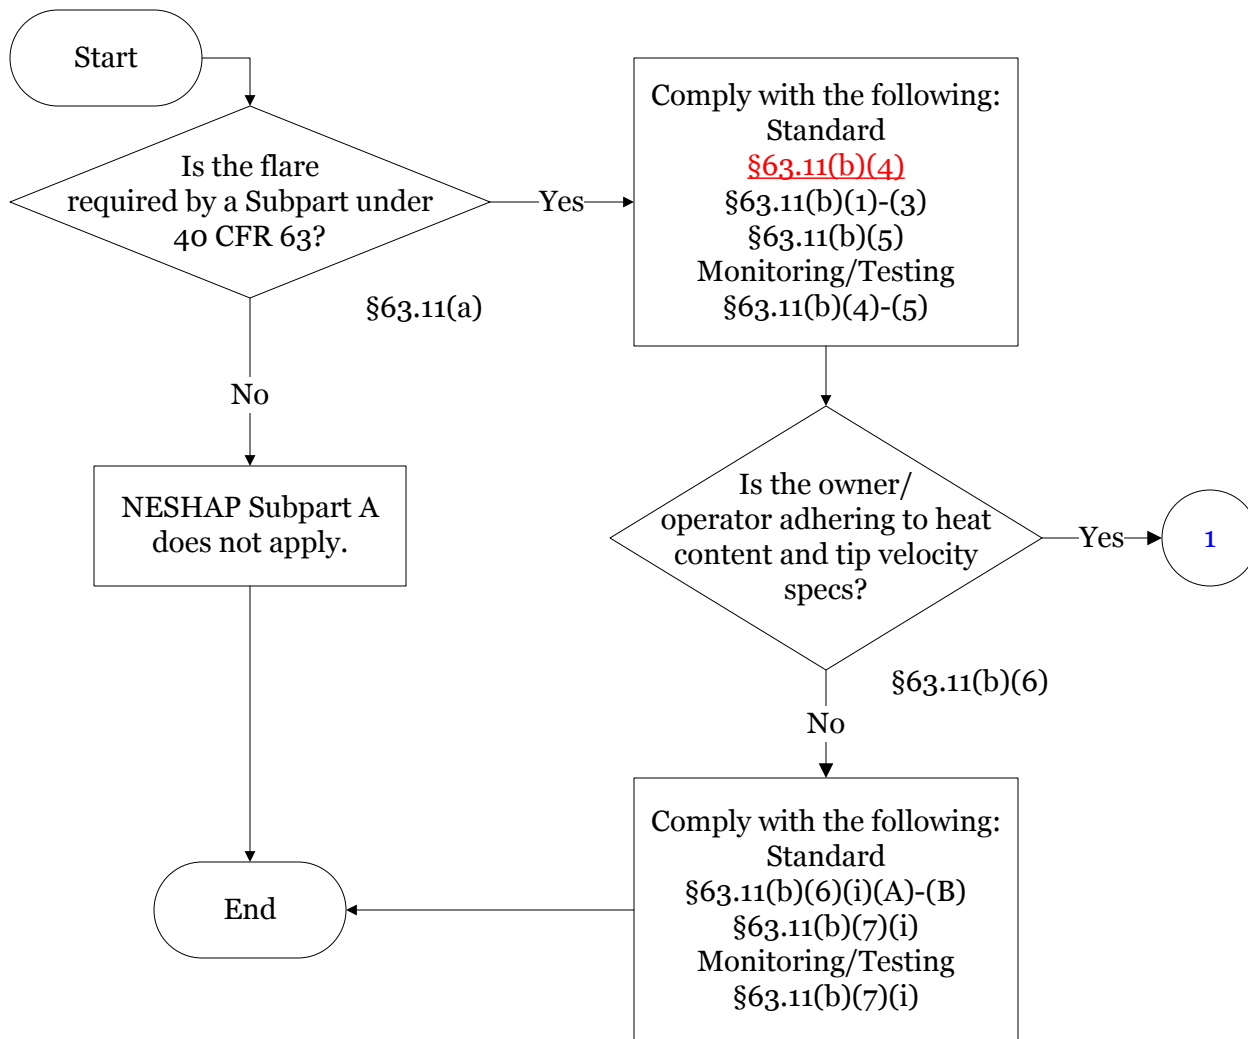 Start
Is the flare
required by a Subpart under
40 CFR 63?
§63.11(a)
Yes
Comply with the following:
Standard
§63.11(b)(4)
§63.11(b)(1)-(3)
§63.11(b)(5)
Monitoring/Testing
§63.11(b)(4)-(5)
No
NESHAP Subpart A
does not apply.
Is the owner/
operator adhering to heat
content and tip velocity
specs?
§63.11(b)(6)
Yes
1
No
Comply with the following:
Standard
§63.11(b)(6)(i)(A)-(B)
§63.11(b)(7)(i)
Monitoring/Testing
§63.11(b)(7)(i)
End